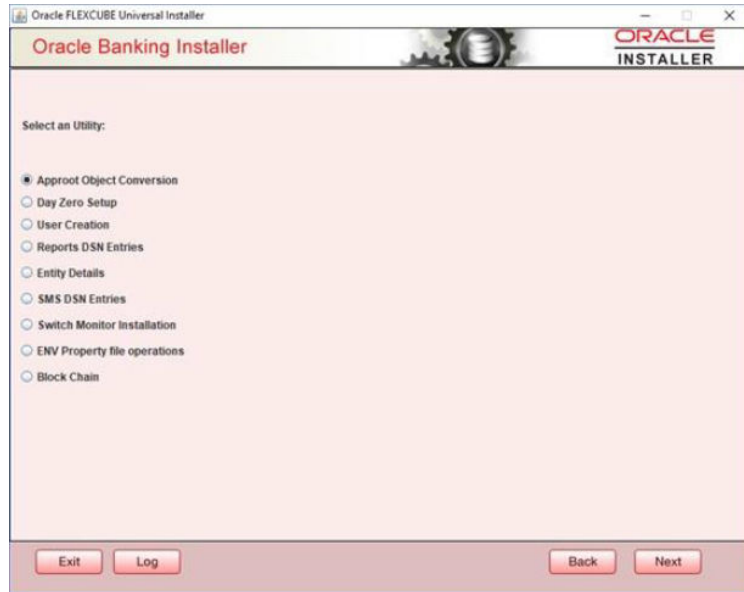 Oracle FLEXCUBE Universal Installer
Oracle Banking Installer
ORACLE
INSTALLER
Select an Utility:
Approot Object Conversion
Day Zero Setup
User Creation
Reports DSN Entries
Entity Details
SMS DSN Entries
Switch Monitor Installation
ENV Property file operations
Block Chain
Exit Log Back Next